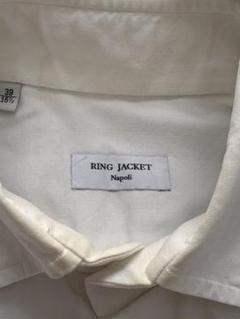 39
15½
RING JACKET
Napoli